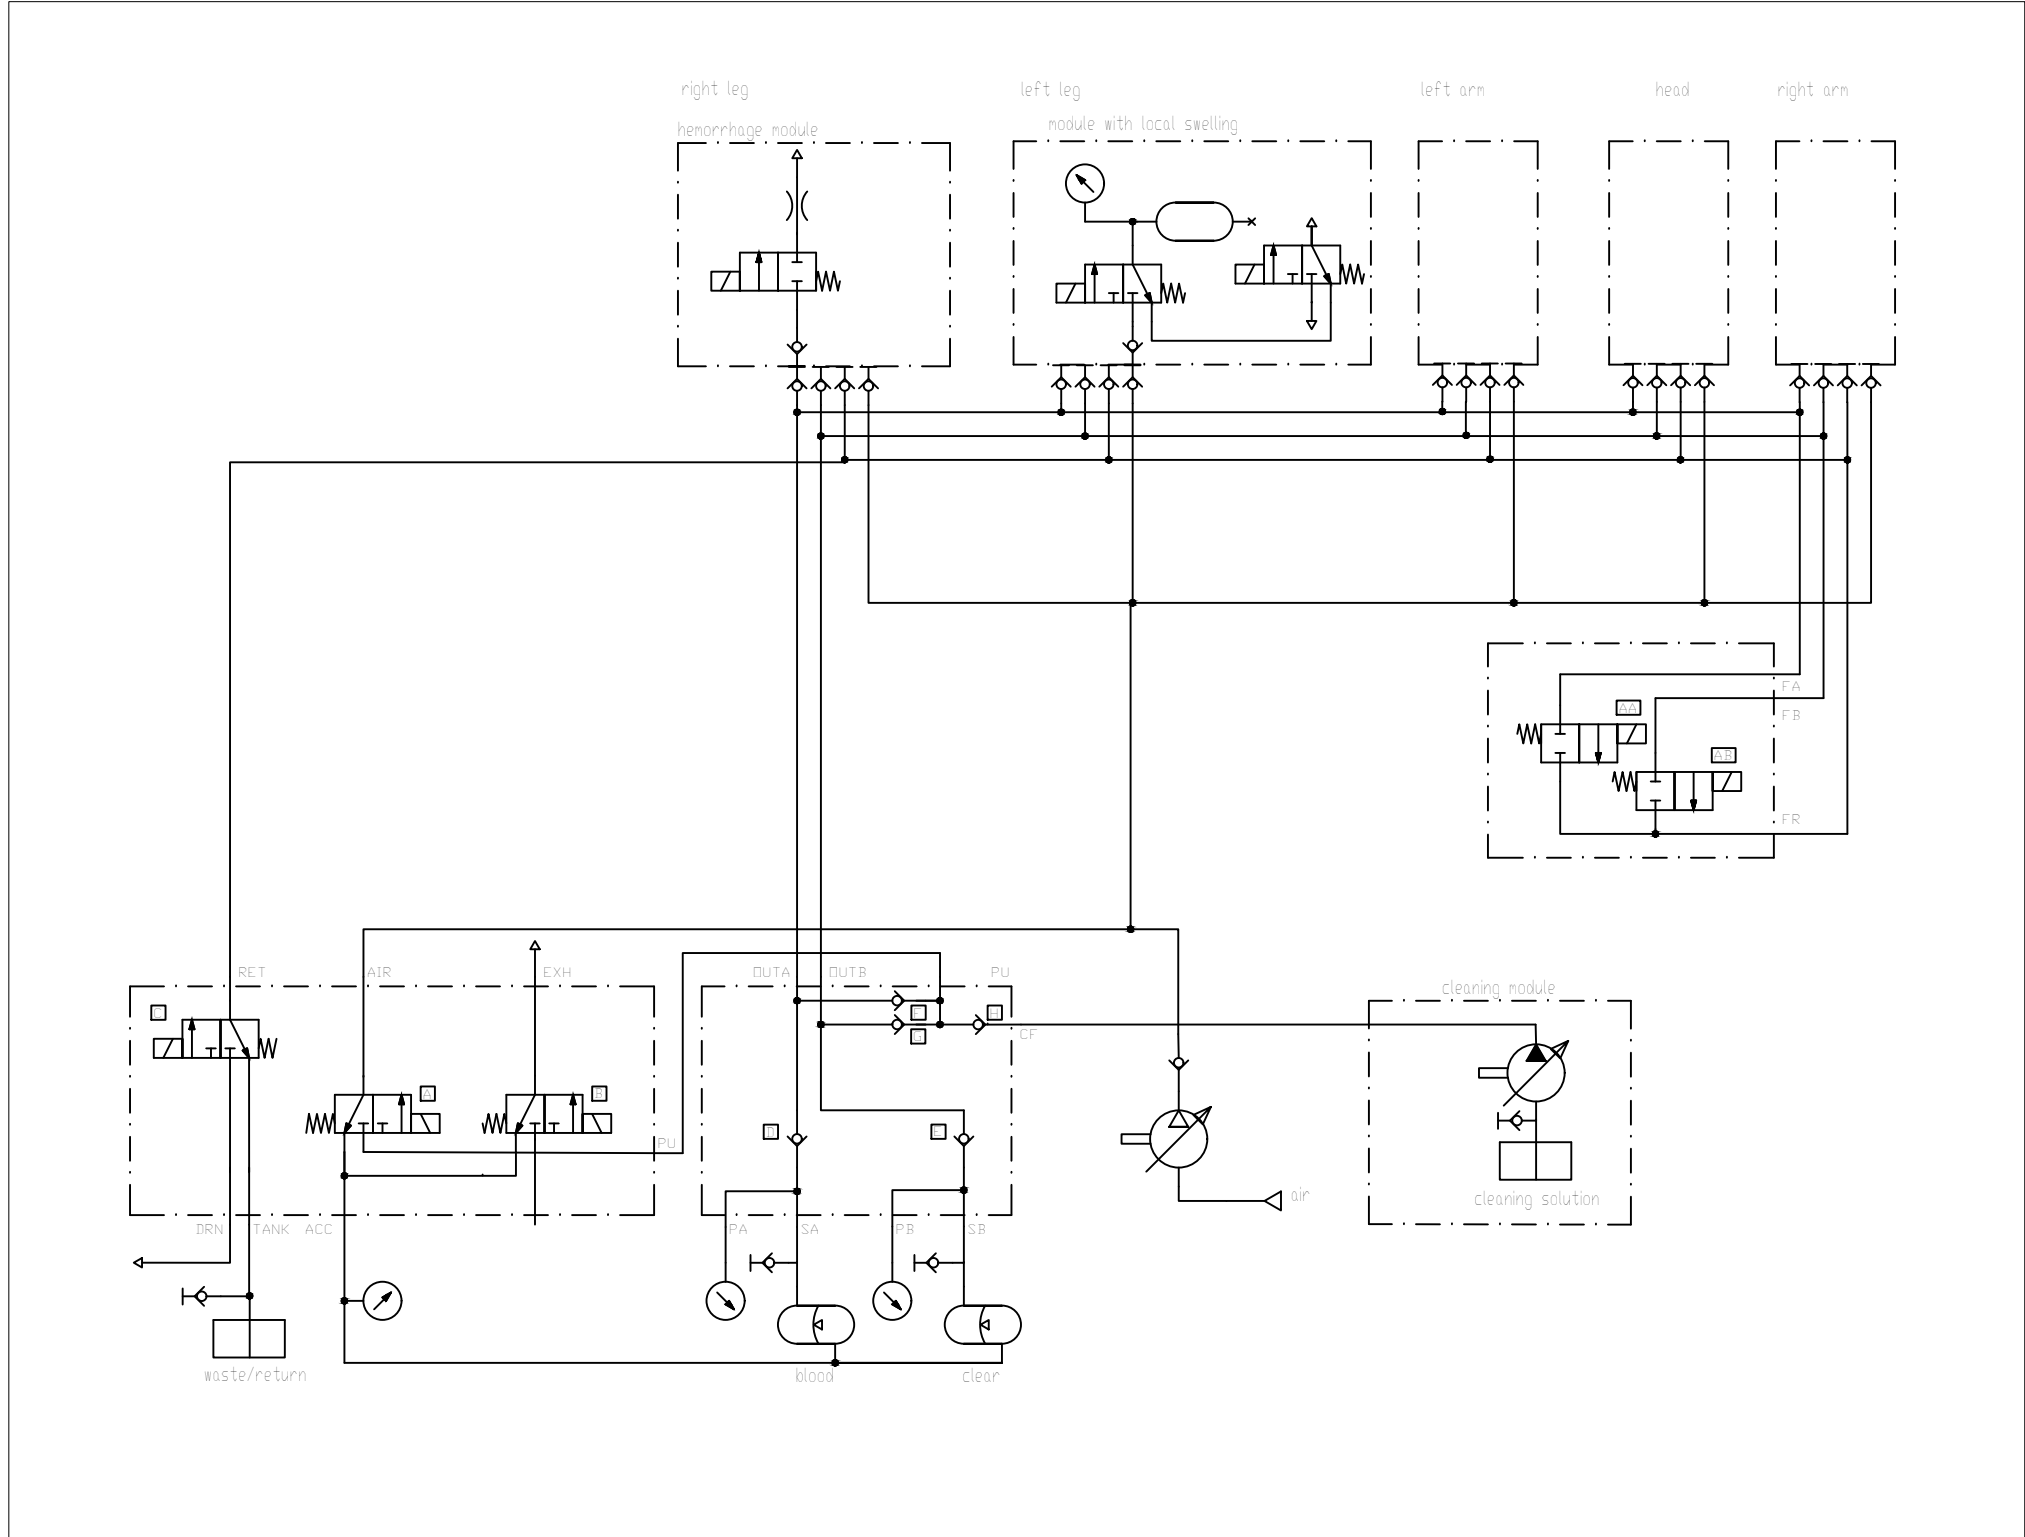 right leg
left leg
left arm
head
right arm
hemorrhage module
module with local swelling
FA
AA
FB
AB
FR
RET
AIR
EXH
OUTA
OUTB
PU
cleaning module
C
F
H
G
CF
A
B
D
E
PU
air
cleaning solution
DRN
TANK
ACC
PA
SA
PB
SB
waste/return
blood
clear